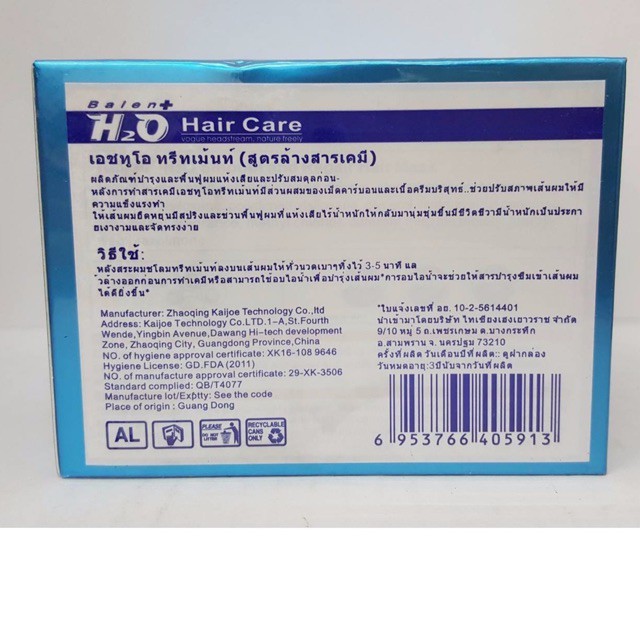 Balen+
H2O Hair Care
vogue headstream, nature freely
เอชทูโอ ทรีทเม้นท์ (สูตรล้างสารเคมี)
ผลิตภัณฑ์บำรุงและฟื้นฟูผมแห้งเสียและปรับสมดุลก่อน-
หลังการทำสารเคมีเอชทูโอทรีทเม้นท์มีส่วนผสมของเม็ดคาร์บอนและเนื้อครีมบริสุทธ์..ช่วยปรับสภาพเส้นผมให้มี
ความแข็งแรงทำ
ให้เส้นผมยืดหยุ่นมีสปริงและช่วนฟื้นฟูผมที่แห้งเสียไร้น้ำหนักให้กลับมานุ่มชุ่มชื้นมีชีวิตชีวามีน้ำหนักเป็นประกา
ยเงางามและจัดทรงง่าย
วิธีใช้:
หลังสระผมชโลมทรีทเม้นท์ลงบนเส้นผมให้ทั่วนวดเบาๆทิ้งไว้ 3-5 นาที แล
้วล้างออกก่อนการทำเคมีหรือสามารถใช้อบไอน้ำเพื่อบำรุงเส้นผม*การอบไอน้ำจะช่วยให้สารบำรุงซึมเข้าเส้นผม
ได้ดียิ่งขึ้น*
Manufacturer: Zhaoqing Kaijoe Technology Co.,ltd
Address: Kaijoe Technology Co.LTD.1-A,St.Fourth
Wende,Yingbin Avenue,Dawang Hi-tech development
Zone, Zhaoqing City, Guangdong Province,China
NO. of hygiene approval certificate: XK16-108 9646
Hygiene License: GD.FDA (2011)
NO. of manufacture approval certificate: 29-XK-3506
Standard complied: QB/T4077
Manufacture lot/Exptty: See the code
Place of origin : Guang Dong
*ใบแจ้งเลขที่ อย. 10-2-5614401
นำเข้ามาโดยบริษัท ไทเซียงเฮงเยาวราช จำกัด
9/10 หมู่ 5 ถ.เพชรเกษม ต.บางกระทึก
อ.สามพราน จ. นครปฐม 73210
ครั้งที่ผลิต วันเดือนปีที่ผลิต:: ดูฝากล่อง
วันหมดอายุ:3ปีนับจากวันที่ผลิต
AL
PLEASE
DO NOT
LITTER
RECYCLABLE
CANS
ONLY
6 953766 405913